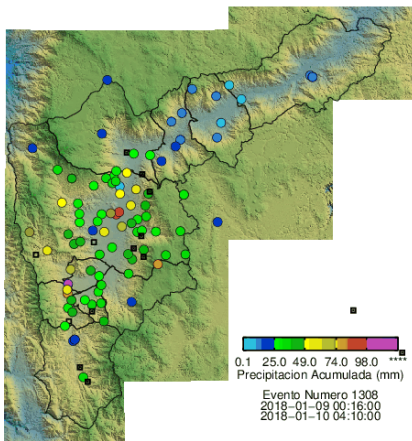 0.1 25.0 49.0 74.0 98.0 ****
Precipitacion Acumulada (mm)
Evento Numero 1308
2018-01-09 00:16:00
2018-01-10 04:10:00